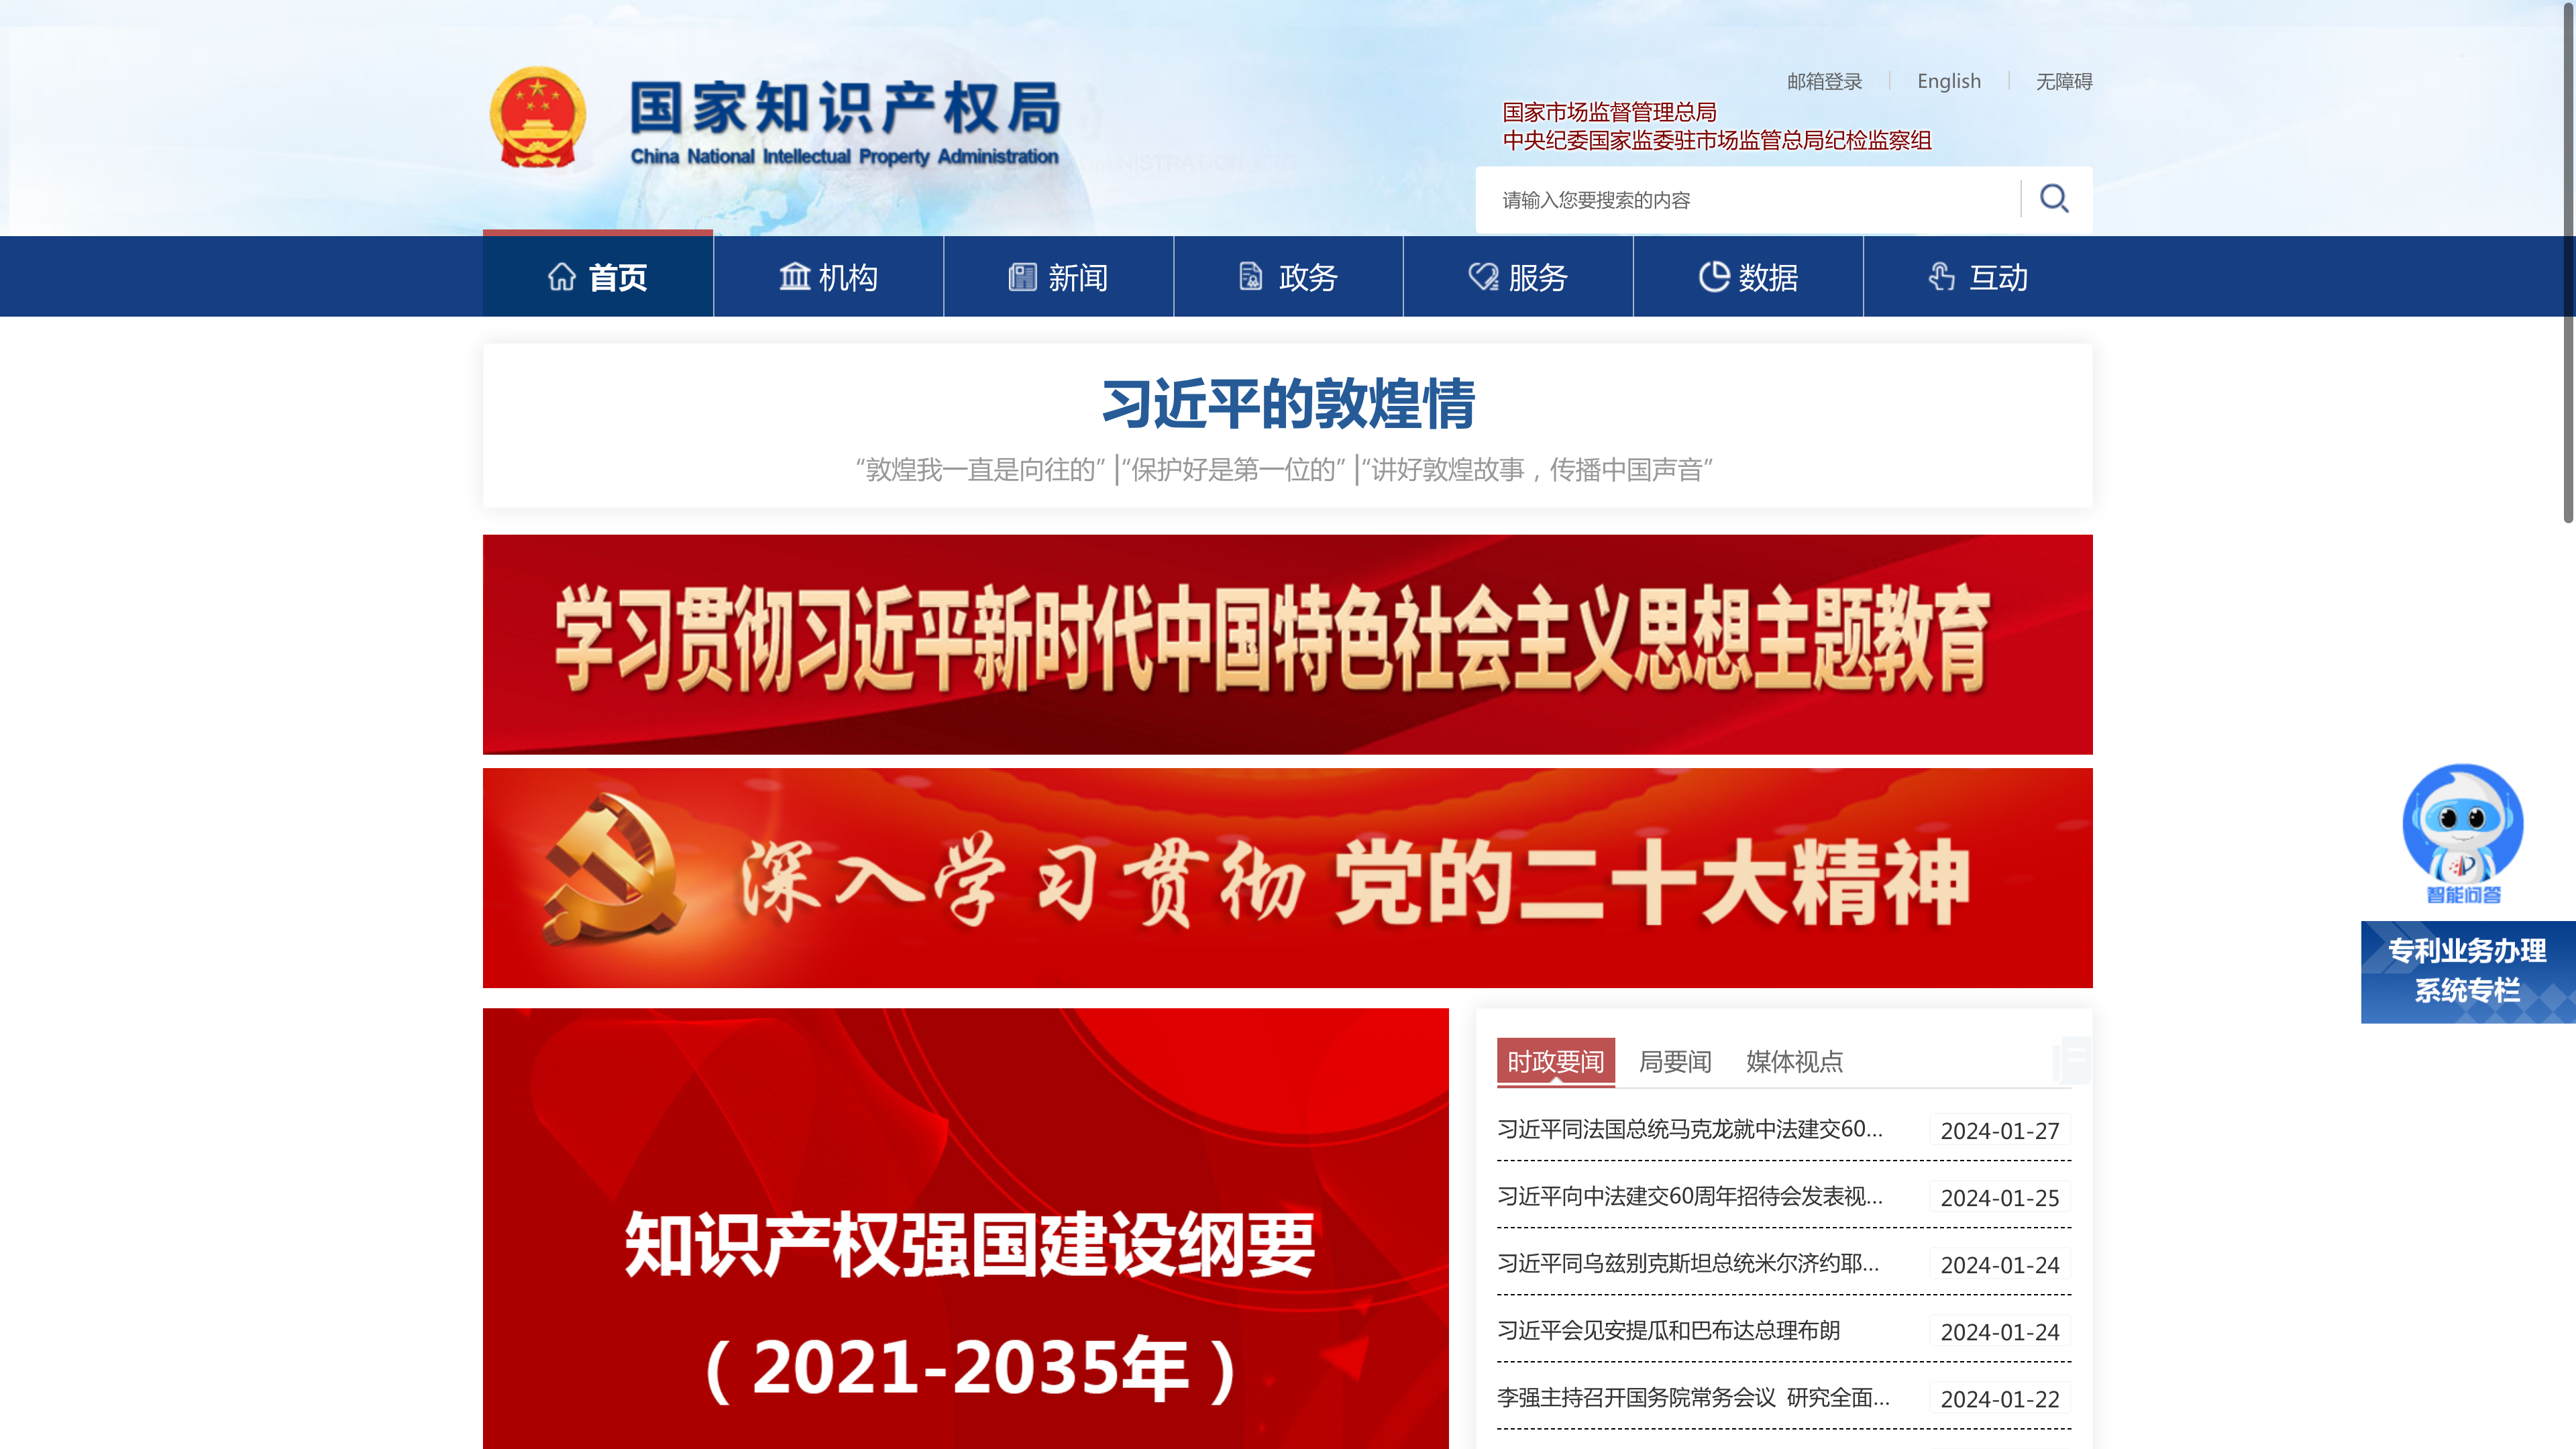 国家知识产权局
China National Intellectual Property Administration
邮箱登录
English
无障碍
国家市场监督管理总局
中央纪委国家监委驻市场监管总局纪检监察组
请输入您要搜索的内容
首页
机构
新闻
政务
服务
数据
互动
习近平的敦煌情
“敦煌我一直是向往的”|“保护好是第一位的”|“讲好敦煌故事，传播中国声音”
学习贯彻习近平新时代中国特色社会主义思想主题教育
深入学习贯彻 党的二十大精神
智能问答
专利业务办理
系统专栏
知识产权强国建设纲要
（2021-2035年）
时政要闻 局要闻 媒体视点
习近平同法国总统马克龙就中法建交60... 2024-01-27
习近平向中法建交60周年招待会发表视... 2024-01-25
习近平同乌兹别克斯坦总统米尔济约耶... 2024-01-24
习近平会见安提瓜和巴布达总理布朗 2024-01-24
李强主持召开国务院常务会议 研究全面... 2024-01-22